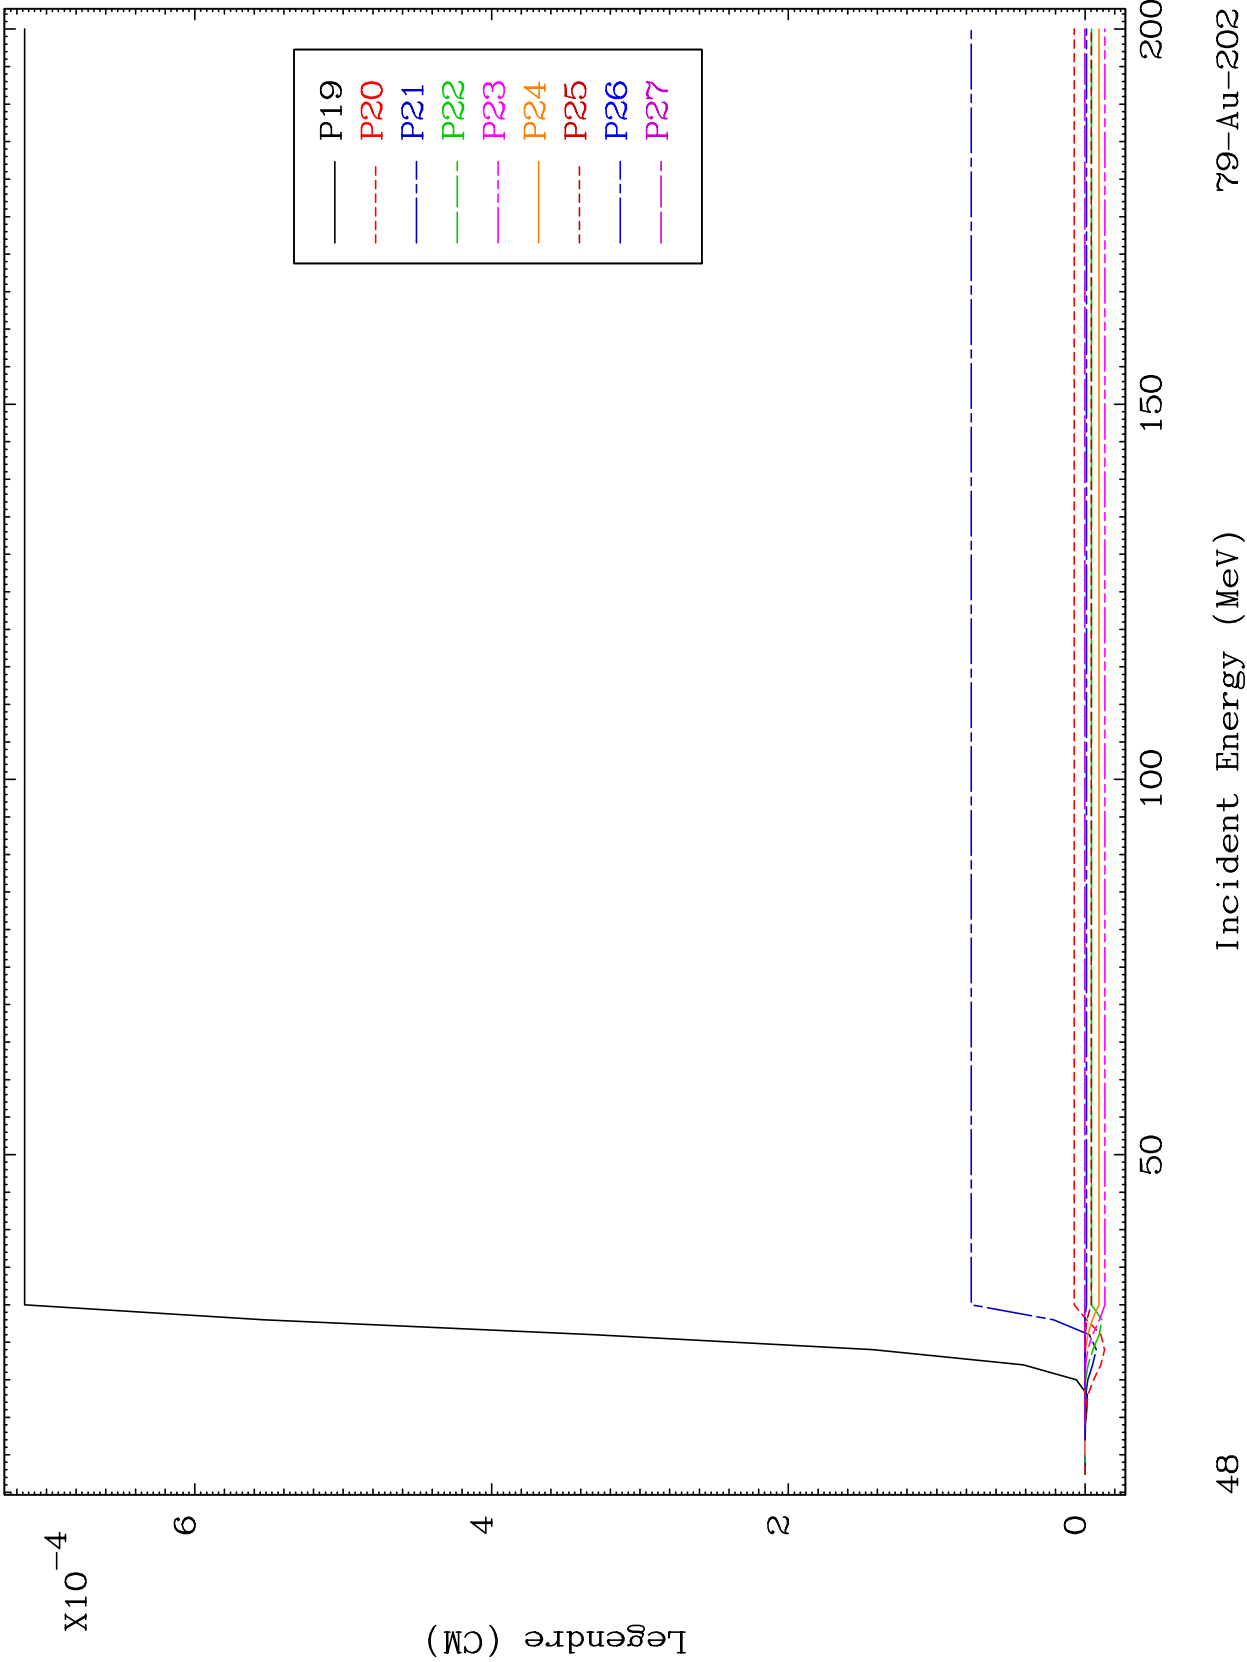 X10-4
6
4
2
0
Legendre (CM)
P19
P20
P21
P22
P23
P24
P25
P26
P27
50
100
150
200
Incident Energy (MeV)
48
79-Au-202